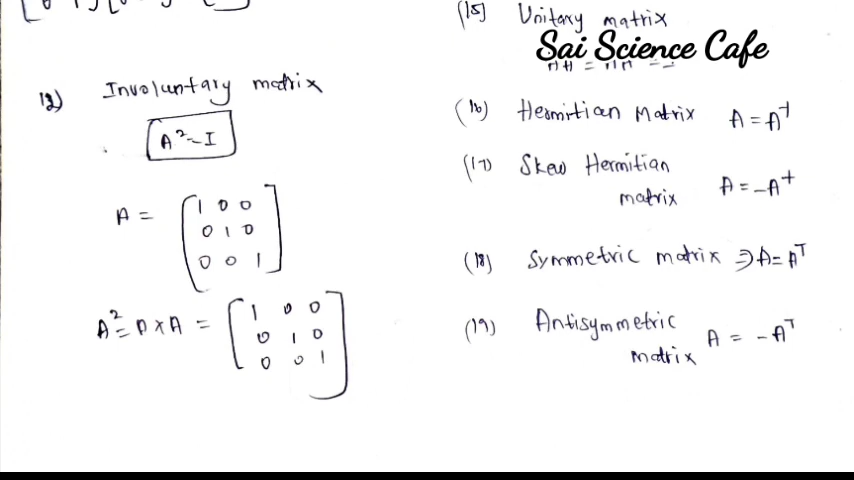 12) Involuntary matrix
A² = I
A = [1 0 0
0 1 0
0 0 1]
A² = A × A = [1 0 0
0 1 0
0 0 1]
(15) Unitary matrix
Sai Science Cafe
(16) Hermitian Matrix A = A†
(17) Skew Hermitian
matrix A = -A†
(18) Symmetric matrix ⇒ A = Aᵀ
(19) Antisymmetric
matrix A = -Aᵀ